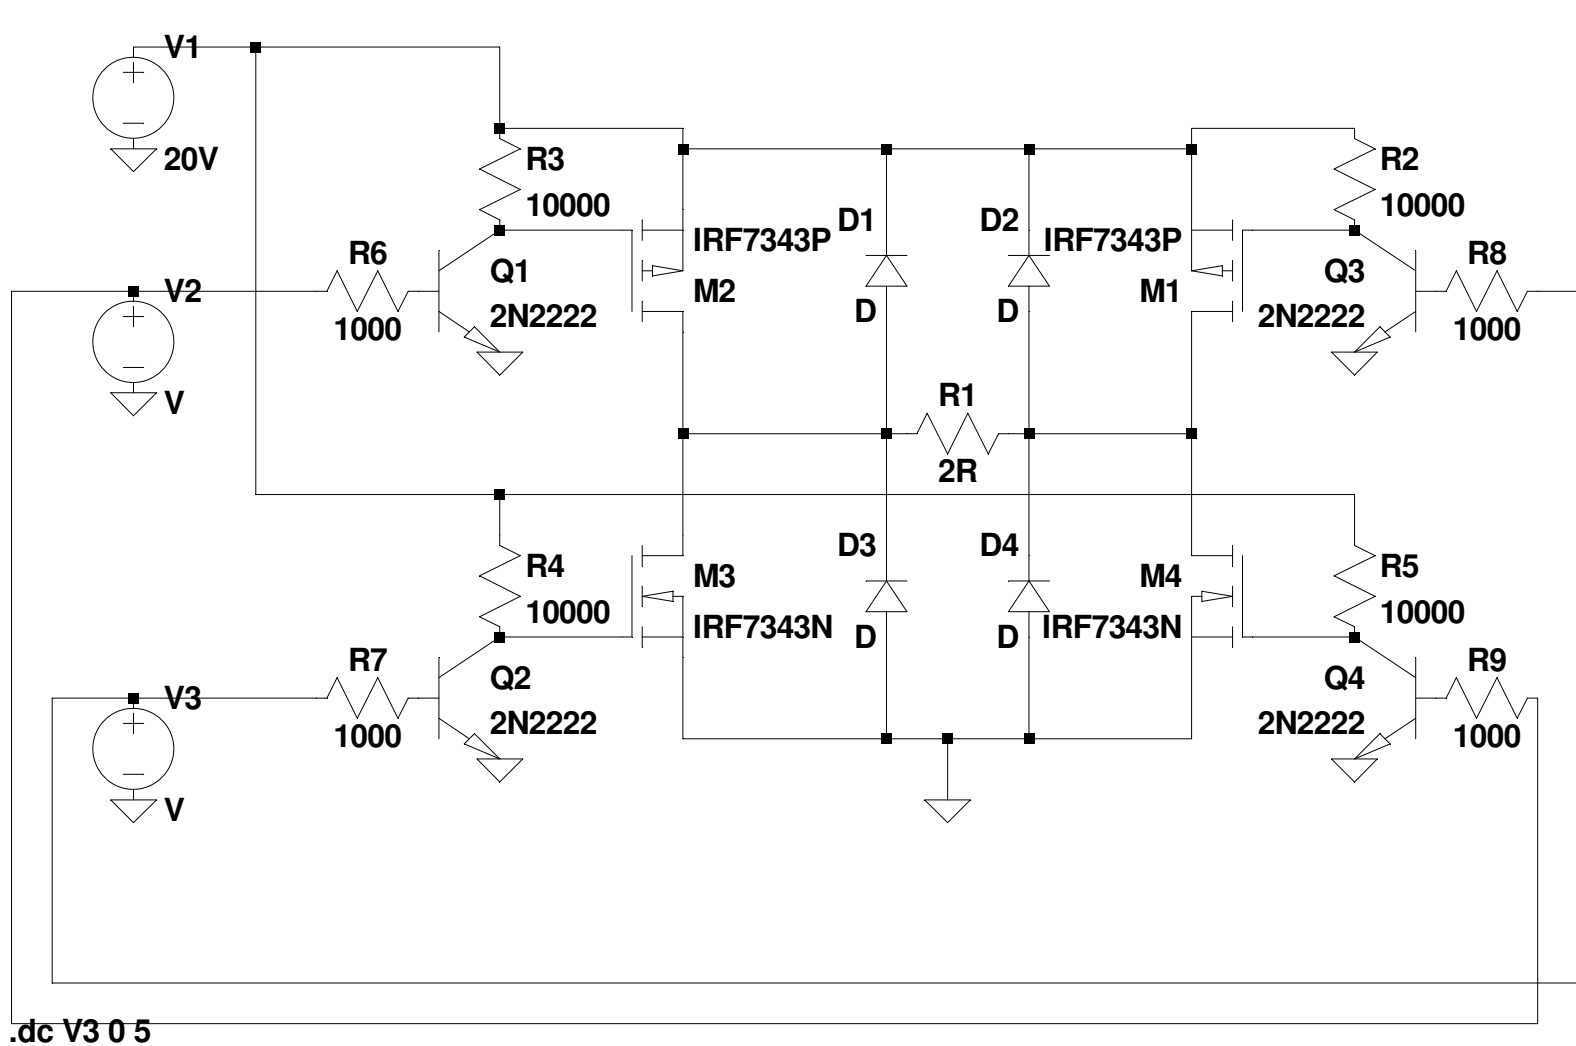 V1
20V
R3
10000
R2
10000
IRF7343P
D1
D2
IRF7343P
R6
1000
Q1
2N2222
M2
D
D
M1
Q3
2N2222
R8
1000
V2
V
R1
2R
R4
10000
M3
IRF7343N
D3
D
D4
D
M4
IRF7343N
R5
10000
R7
1000
Q2
2N2222
Q4
2N2222
R9
1000
V3
V
.dc V3 0 5